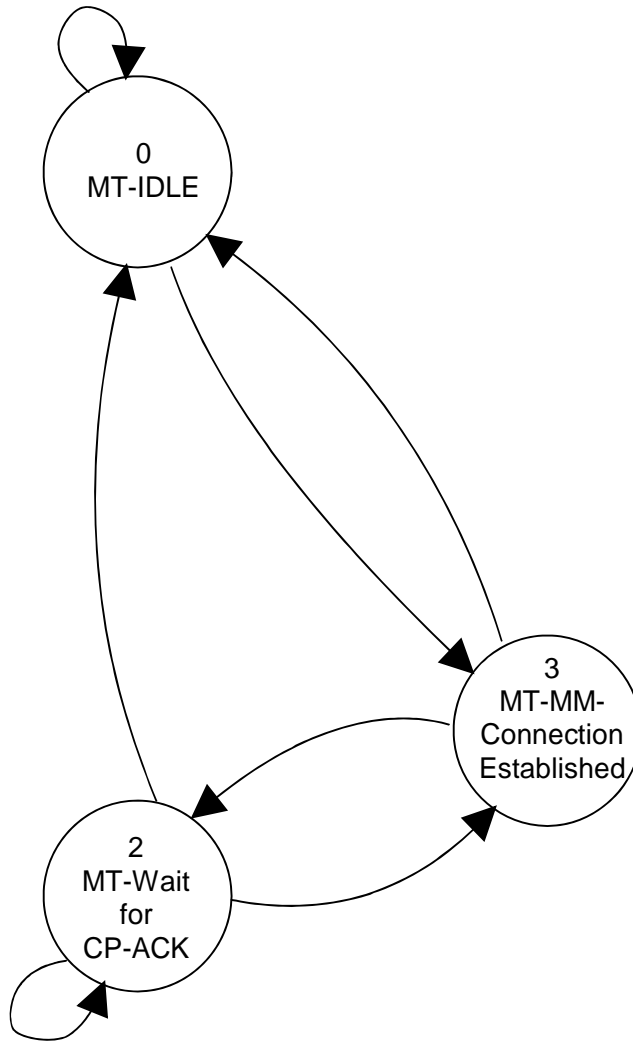 0
MT-IDLE
3
MT-MM-
Connection
Established
2
MT-Wait
for
CP-ACK